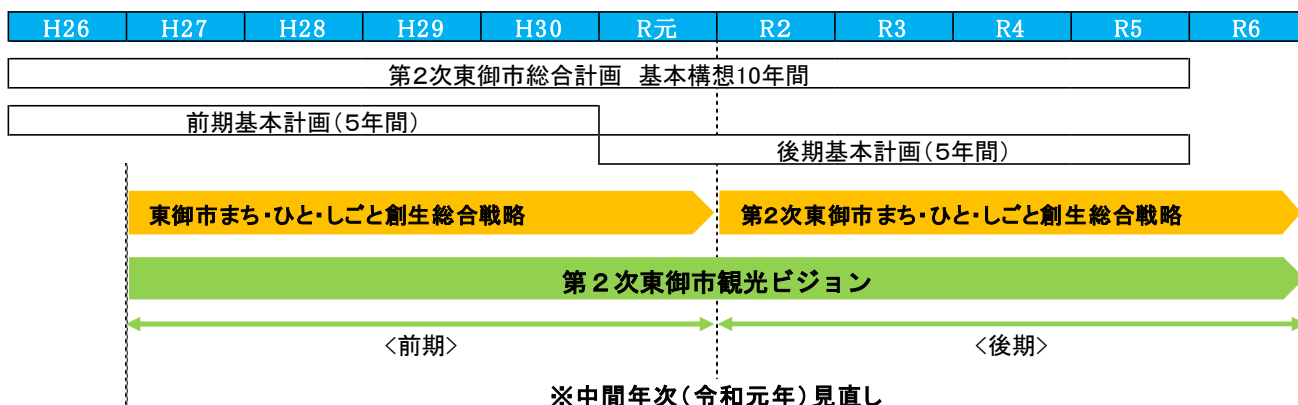 H26 H27 H28 H29 H30 R元 R2 R3 R4 R5 R6
第2次東御市総合計画 基本構想10年間
前期基本計画(5年間)
後期基本計画(5年間)
東御市まち・ひと・しごと創生総合戦略 第2次東御市まち・ひと・しごと創生総合戦略
第2次東御市観光ビジョン
<前期> <後期>
※中間年次(令和元年)見直し